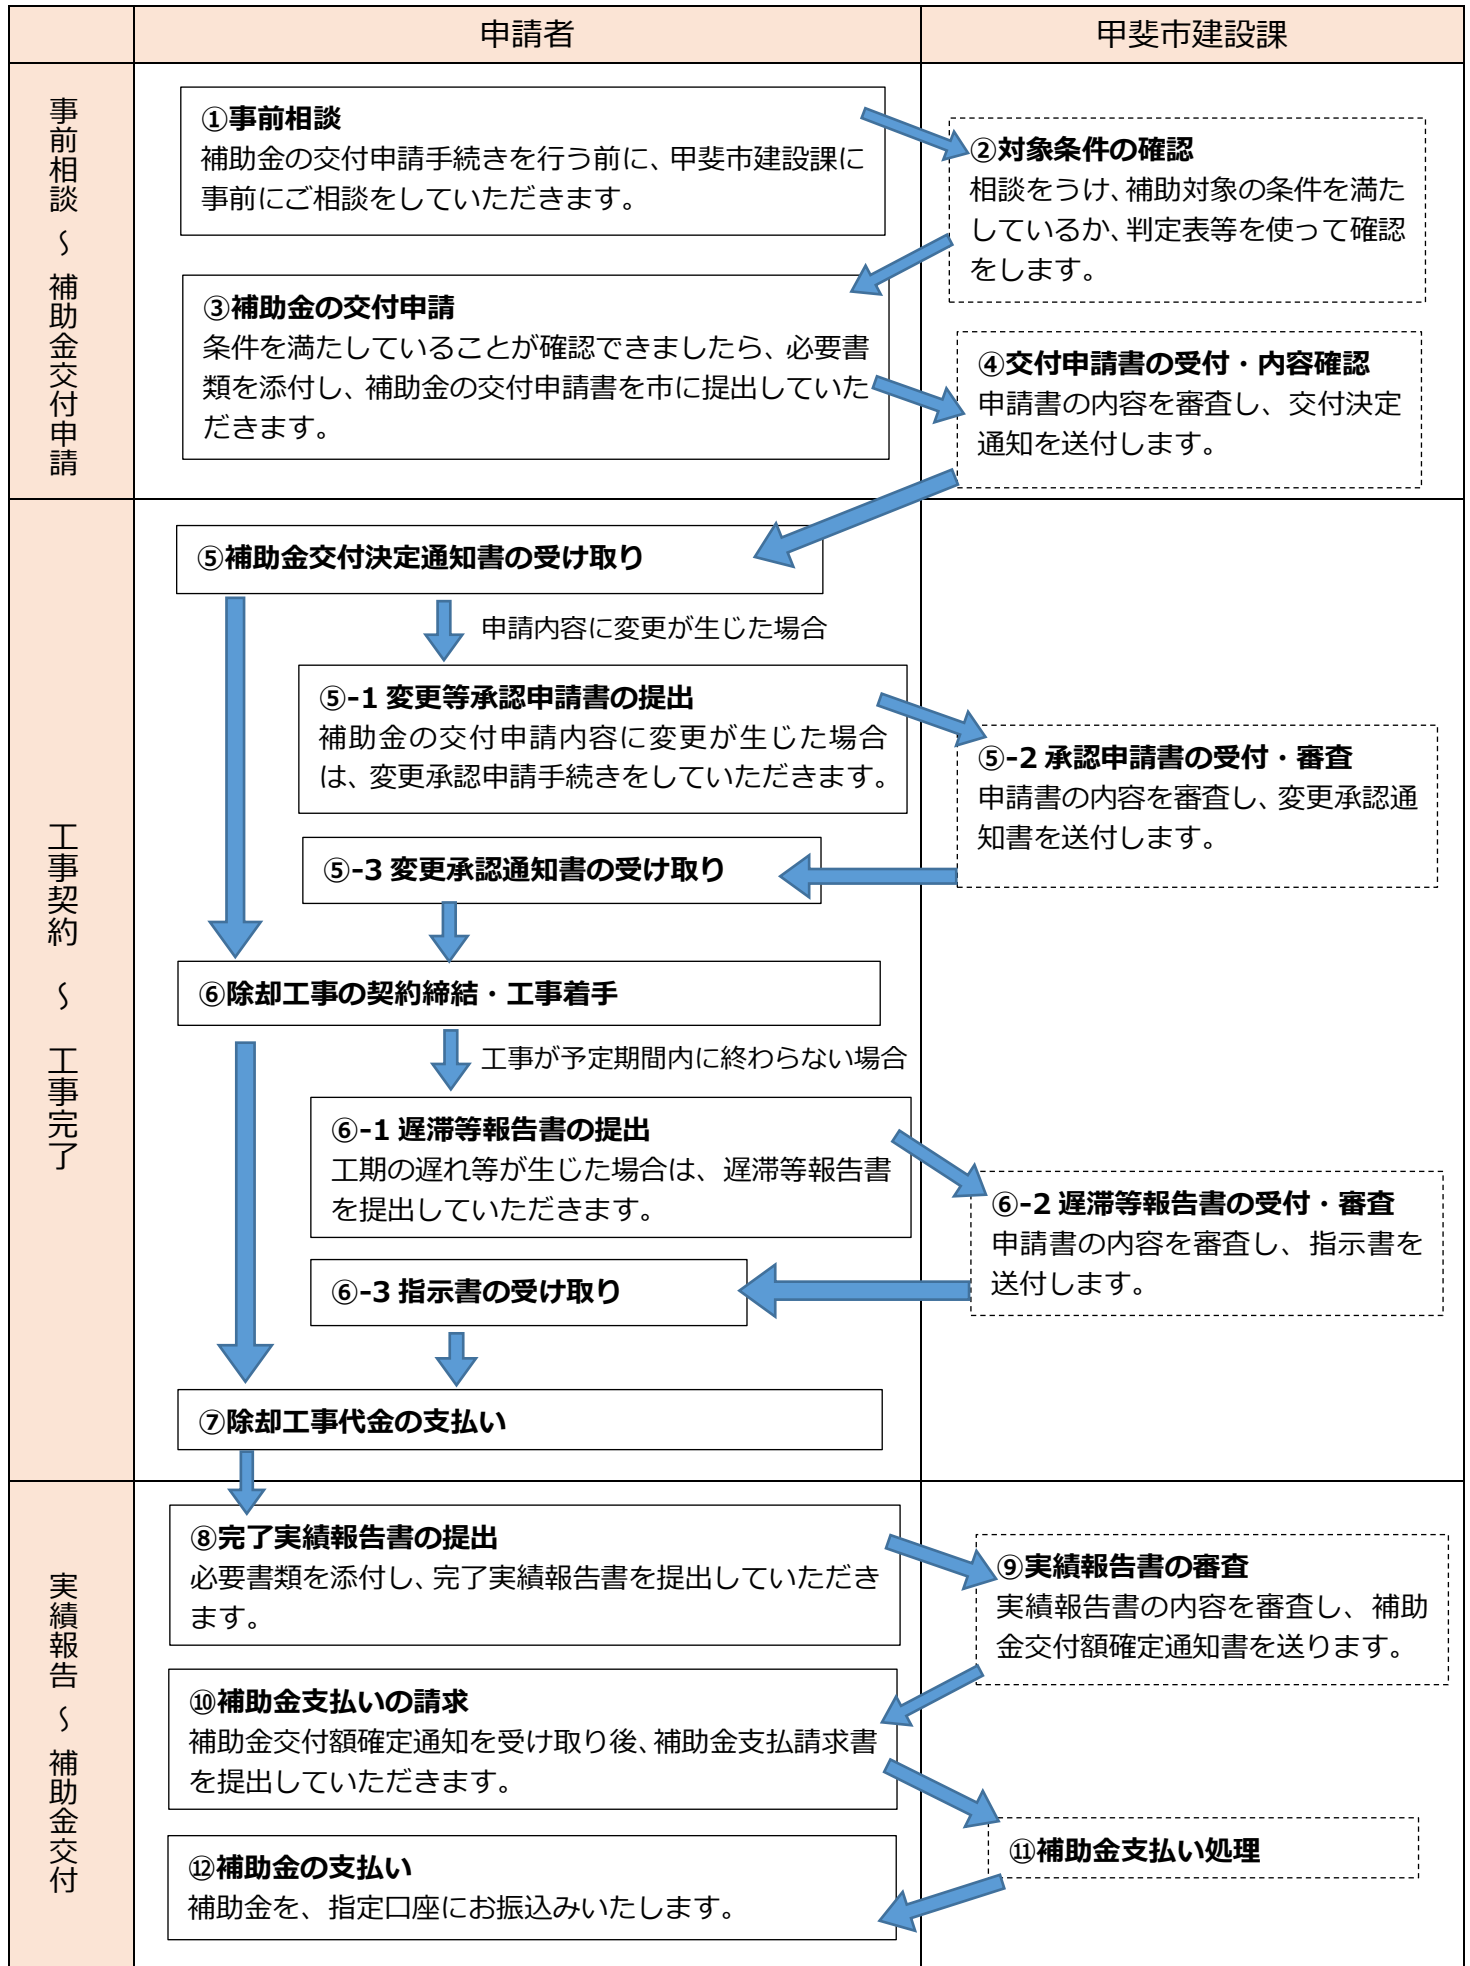 申請者
甲斐市建設課
事前相談 ～ 補助金交付申請
①事前相談
補助金の交付申請手続きを行う前に、甲斐市建設課に
事前にご相談をしていただきます。
②対象条件の確認
相談をうけ、補助対象の条件を満た
しているか、判定表等を使って確認
をします。
③補助金の交付申請
条件を満たしていることが確認できましたら、必要書
類を添付し、補助金の交付申請書を市に提出していた
だきます。
④交付申請書の受付・内容確認
申請書の内容を審査し、交付決定
通知を送付します。
工事契約 ～ 工事完了
⑤補助金交付決定通知書の受け取り
申請内容に変更が生じた場合
⑤-1 変更等承認申請書の提出
補助金の交付申請内容に変更が生じた場合
は、変更承認申請手続きをしていただきます。
⑤-2 承認申請書の受付・審査
申請書の内容を審査し、変更承認通
知書を送付します。
⑤-3 変更承認通知書の受け取り
⑥除却工事の契約締結・工事着手
工事が予定期間内に終わらない場合
⑥-1 遅滞等報告書の提出
工期の遅れ等が生じた場合は、遅滞等報告書
を提出していただきます。
⑥-2 遅滞等報告書の受付・審査
申請書の内容を審査し、指示書を
送付します。
⑥-3 指示書の受け取り
⑦除却工事代金の支払い
実績報告 ～ 補助金交付
⑧完了実績報告書の提出
必要書類を添付し、完了実績報告書を提出していただき
ます。
⑨実績報告書の審査
実績報告書の内容を審査し、補助
金交付額確定通知書を送ります。
⑩補助金支払いの請求
補助金交付額確定通知を受け取り後、補助金支払請求書
を提出していただきます。
⑪補助金支払い処理
⑫補助金の支払い
補助金を、指定口座にお振込みいたします。